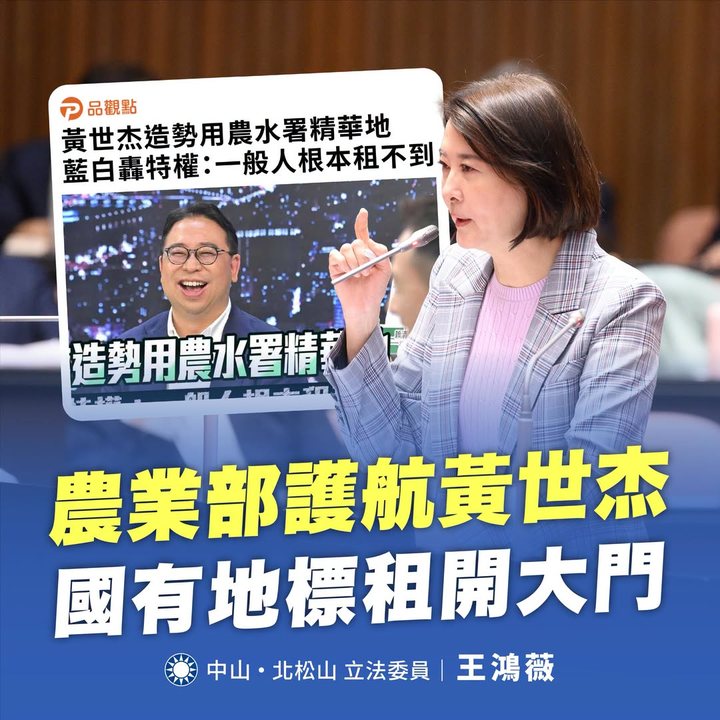 品觀點
黃世杰造勢用農水署精華地
藍白轟特權：一般人根本租不到
造勢用農水署精華
農業部護航黃世杰
國有地標租開大門
中山・北松山 立法委員｜王鴻薇